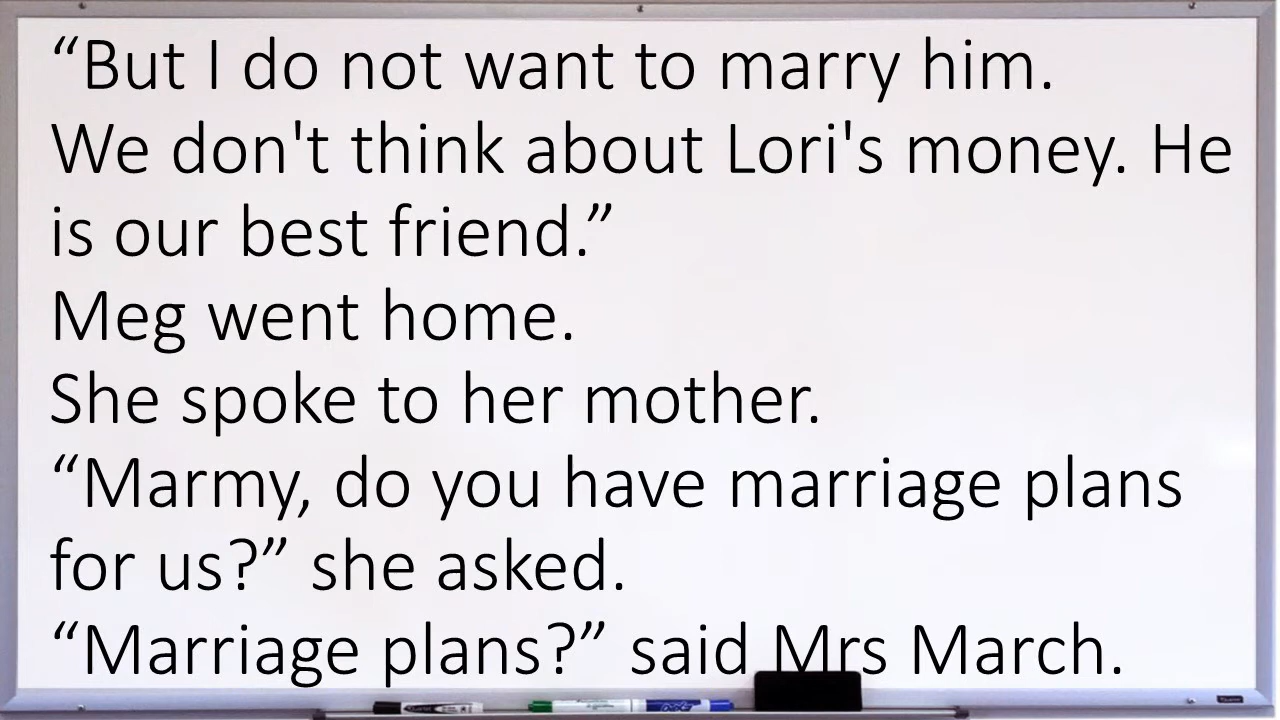 “But I do not want to marry him.
We don't think about Lori's money. He
is our best friend.”
Meg went home.
She spoke to her mother.
“Marmy, do you have marriage plans
for us?” she asked.
“Marriage plans?” said Mrs March.